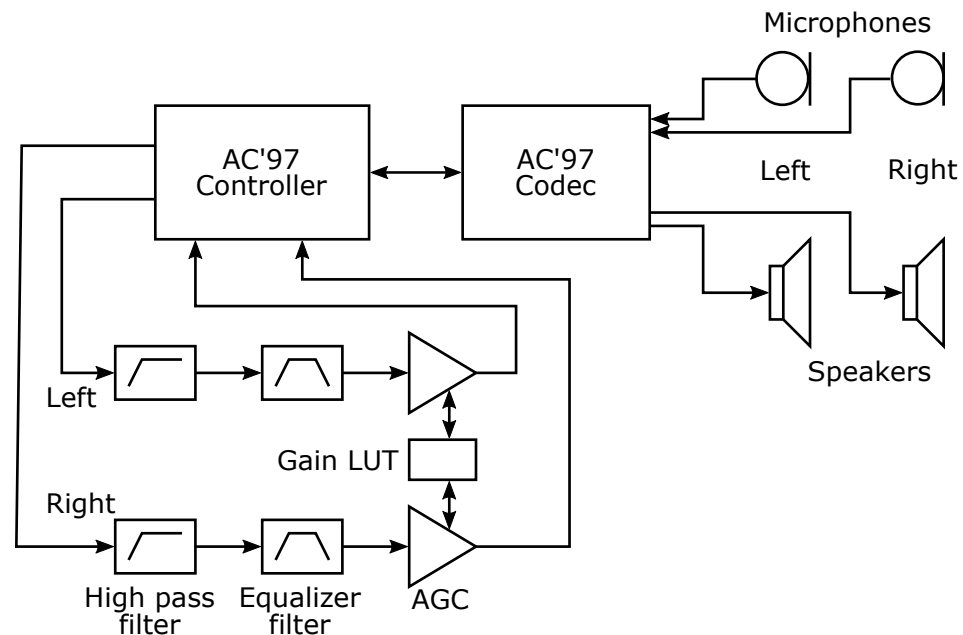 Microphones
AC'97
Controller
AC'97
Codec
Left
Right
Speakers
Left
Gain LUT
Right
High pass
filter
Equalizer
filter
AGC